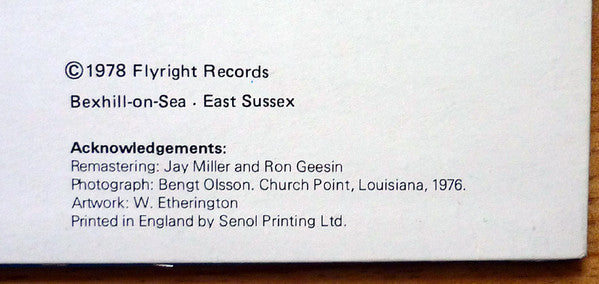 ©1978 Flyright Records
Bexhill-on-Sea · East Sussex
Acknowledgements:
Remastering: Jay Miller and Ron Geesin
Photograph: Bengt Olsson. Church Point, Louisiana, 1976.
Artwork: W. Etherington
Printed in England by Senol Printing Ltd.